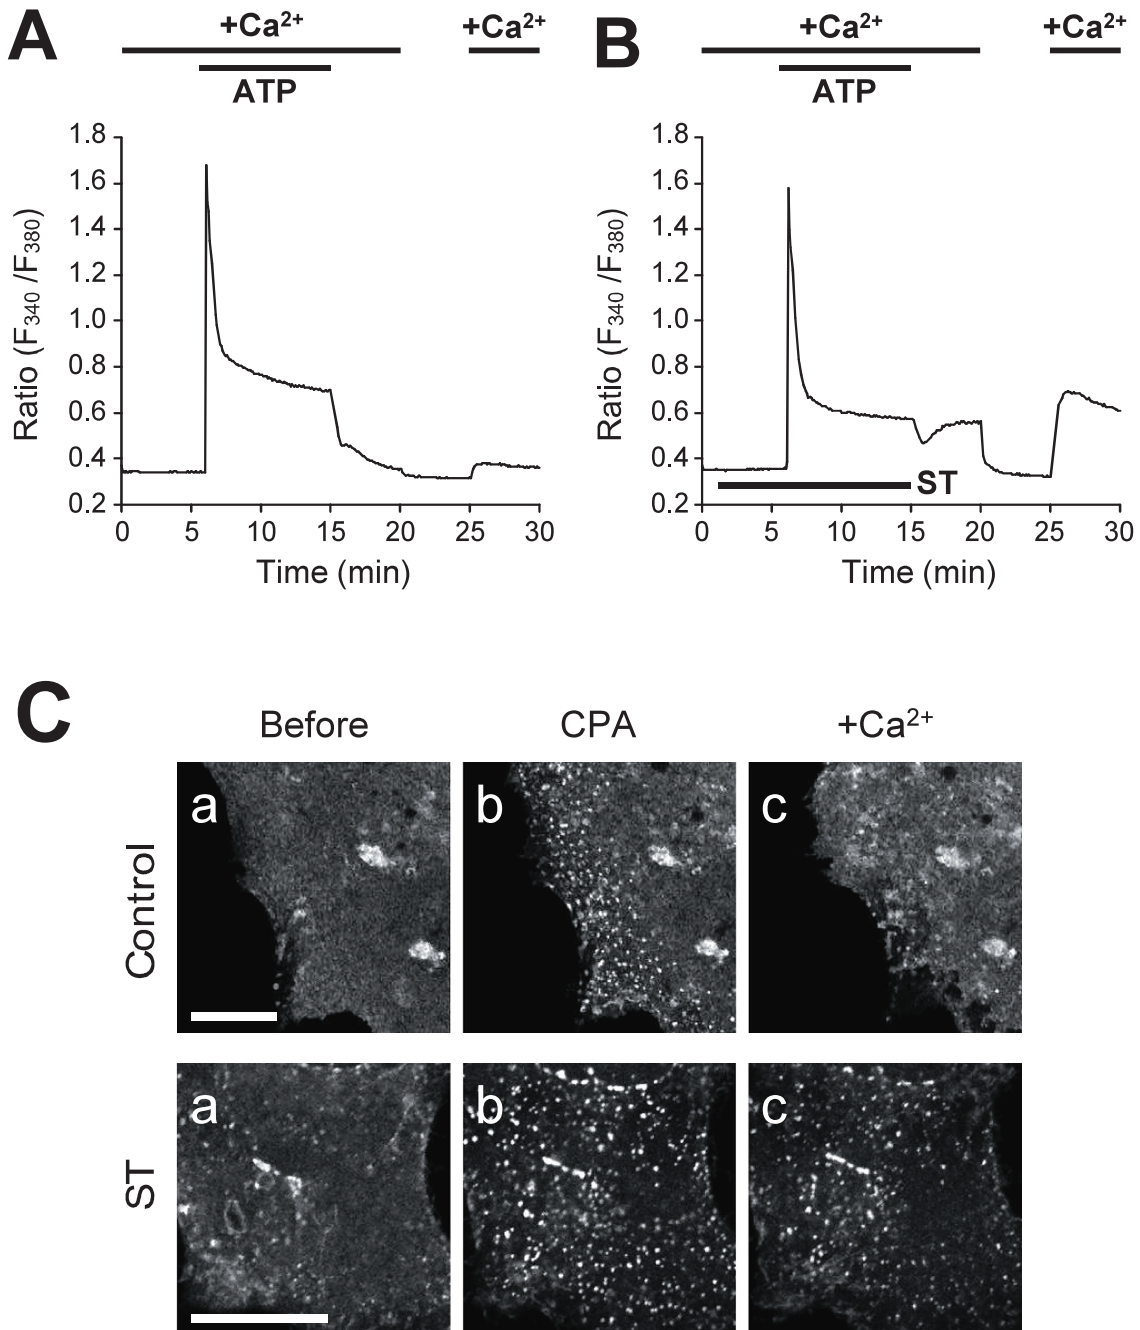 A
+Ca²⁺ +Ca²⁺
ATP
1.8
1.6
1.4
1.2
1.0
0.8
0.6
0.4
0.2
Ratio (F₃₄₀ /F₃₈₀)
0 5 10 15 20 25 30
Time (min)
B
+Ca²⁺ +Ca²⁺
ATP
1.8
1.6
1.4
1.2
1.0
0.8
0.6
0.4
0.2
Ratio (F₃₄₀ /F₃₈₀)
ST
0 5 10 15 20 25 30
Time (min)
C
Before CPA +Ca²⁺
Control
a b c
ST
a b c